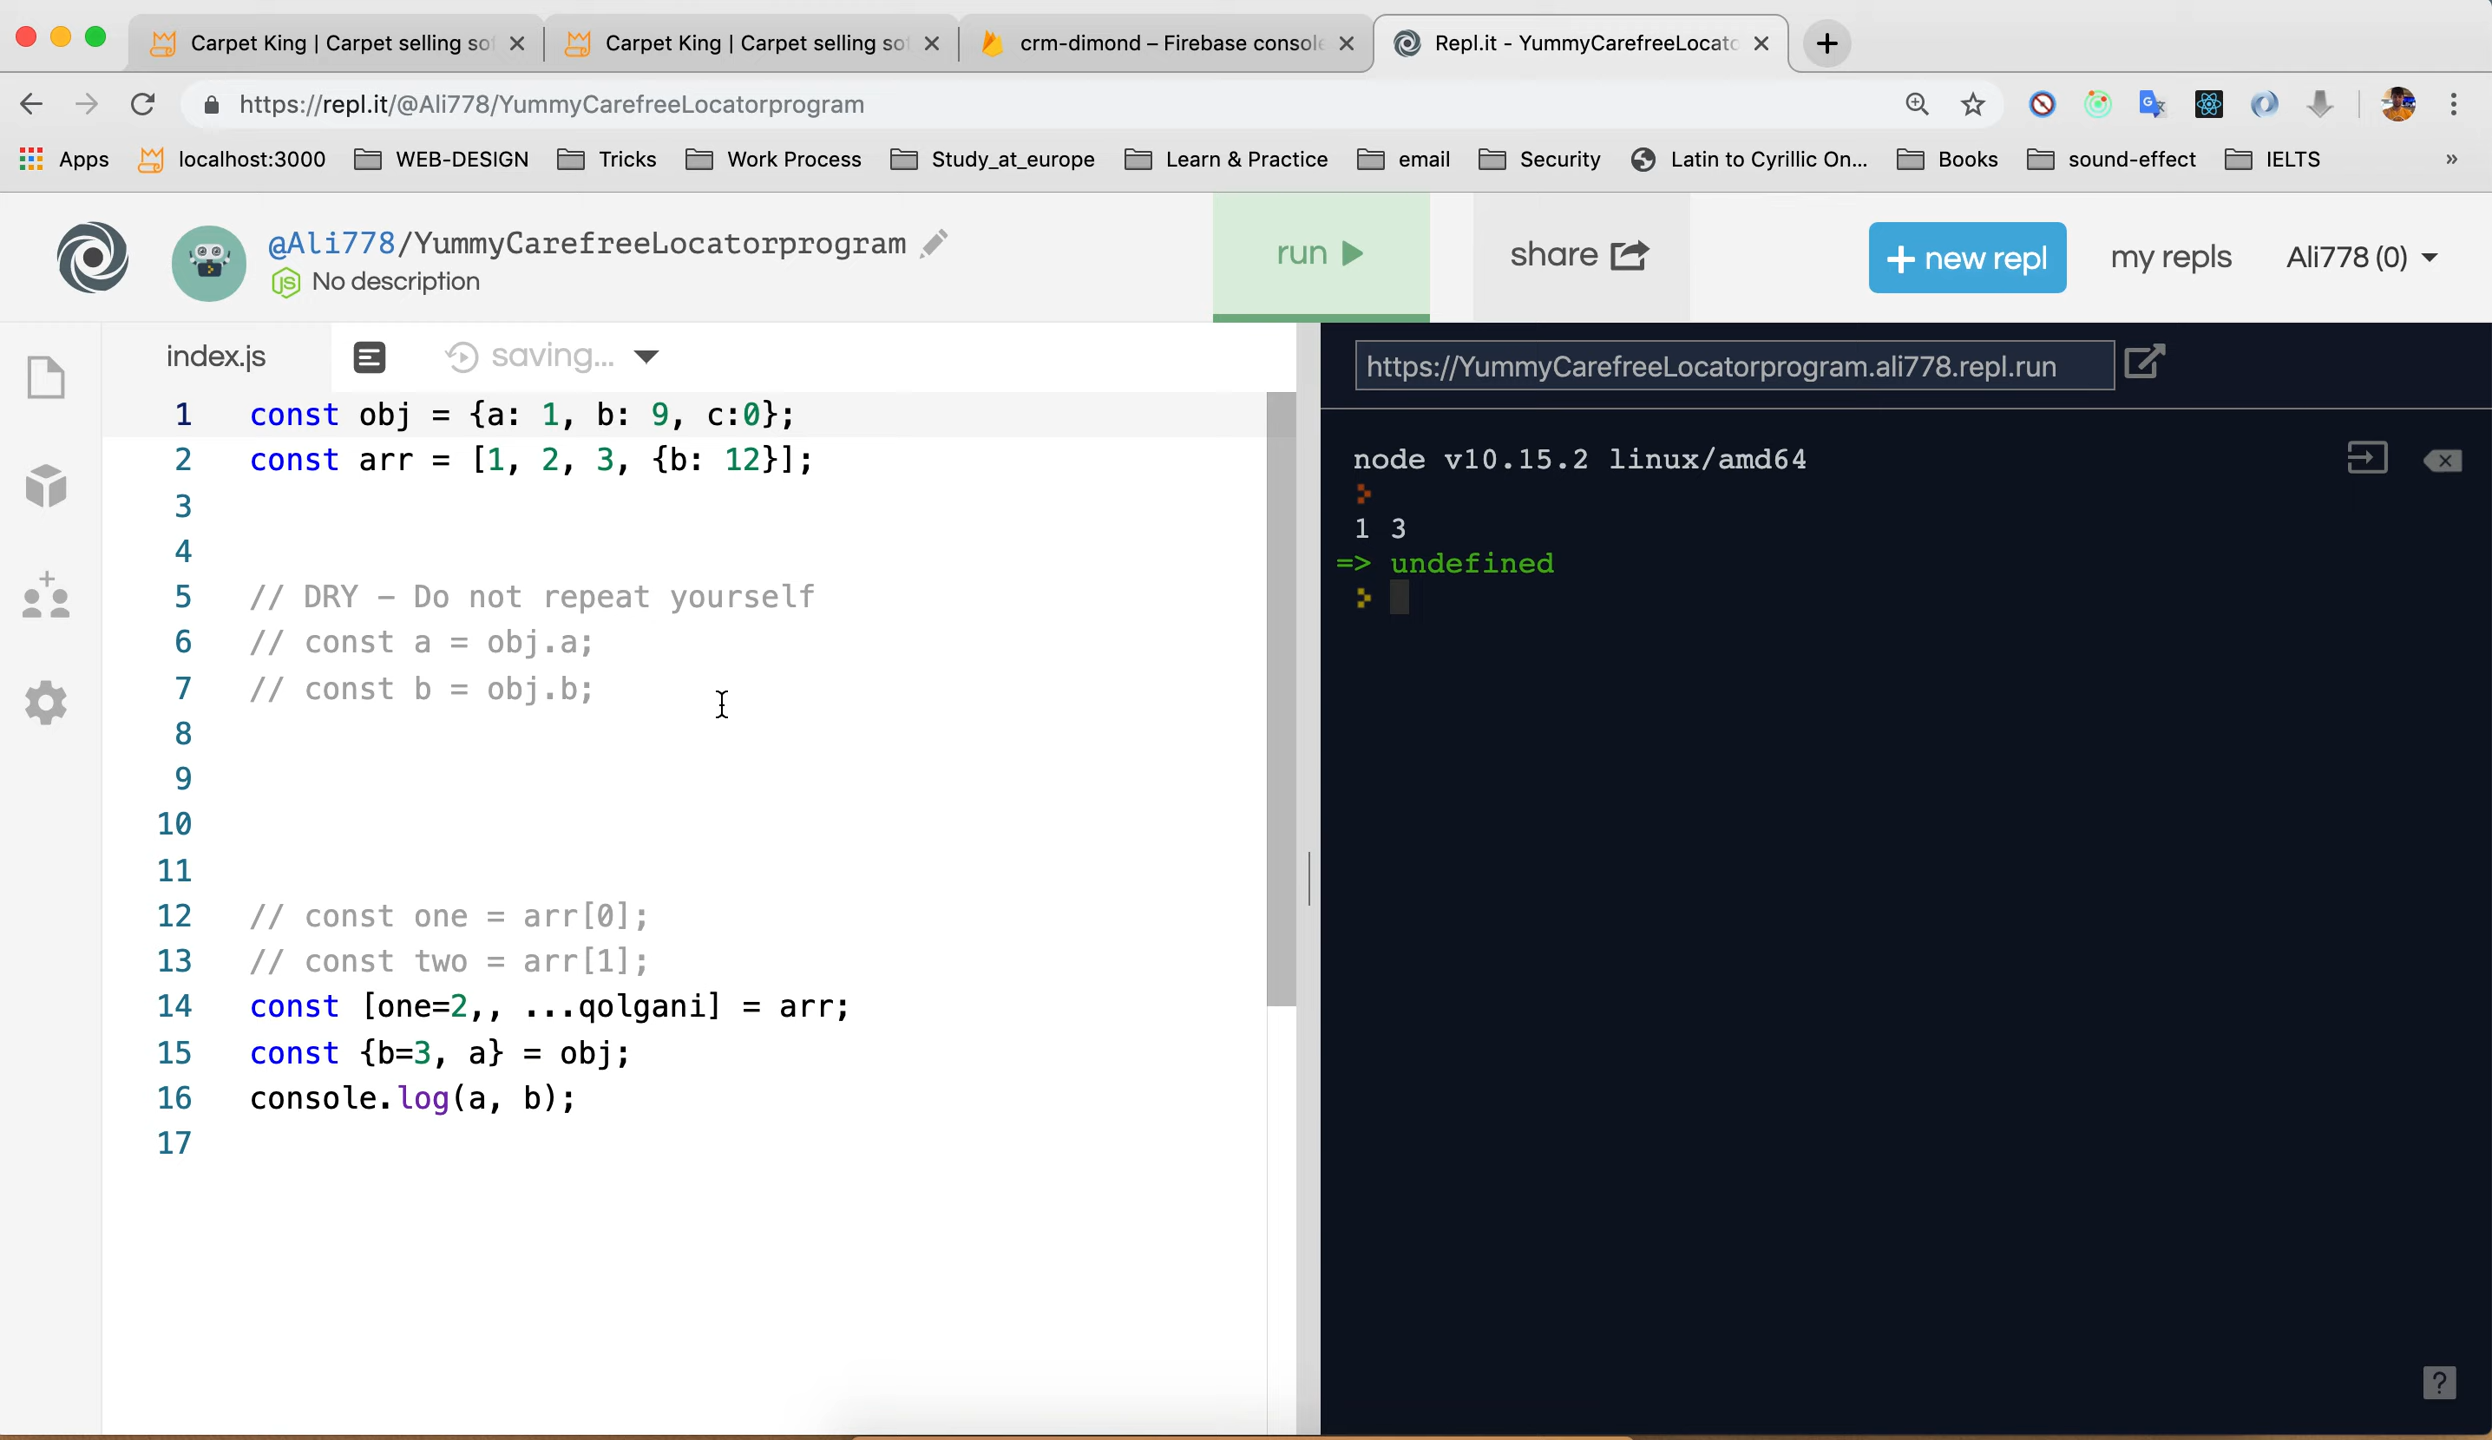 Carpet King | Carpet selling so
Carpet King | Carpet selling so
crm-dimond – Firebase console
Repl.it - YummyCarefreeLocato
https://repl.it/@Ali778/YummyCarefreeLocatorprogram
Apps
localhost:3000
WEB-DESIGN
Tricks
Work Process
Study_at_europe
Learn & Practice
email
Security
Latin to Cyrillic On...
Books
sound-effect
IELTS
»
@Ali778/YummyCarefreeLocatorprogram
No description
run
share
+ new repl
my repls
Ali778 (0)
index.js
saving...
1 const obj = {a: 1, b: 9, c:0};
2 const arr = [1, 2, 3, {b: 12}];
3
4
5 // DRY – Do not repeat yourself
6 // const a = obj.a;
7 // const b = obj.b;
8
9
10
11
12 // const one = arr[0];
13 // const two = arr[1];
14 const [one=2,, ...qolgani] = arr;
15 const {b=3, a} = obj;
16 console.log(a, b);
17
https://YummyCarefreeLocatorprogram.ali778.repl.run
node v10.15.2 linux/amd64
1 3
=> undefined
?